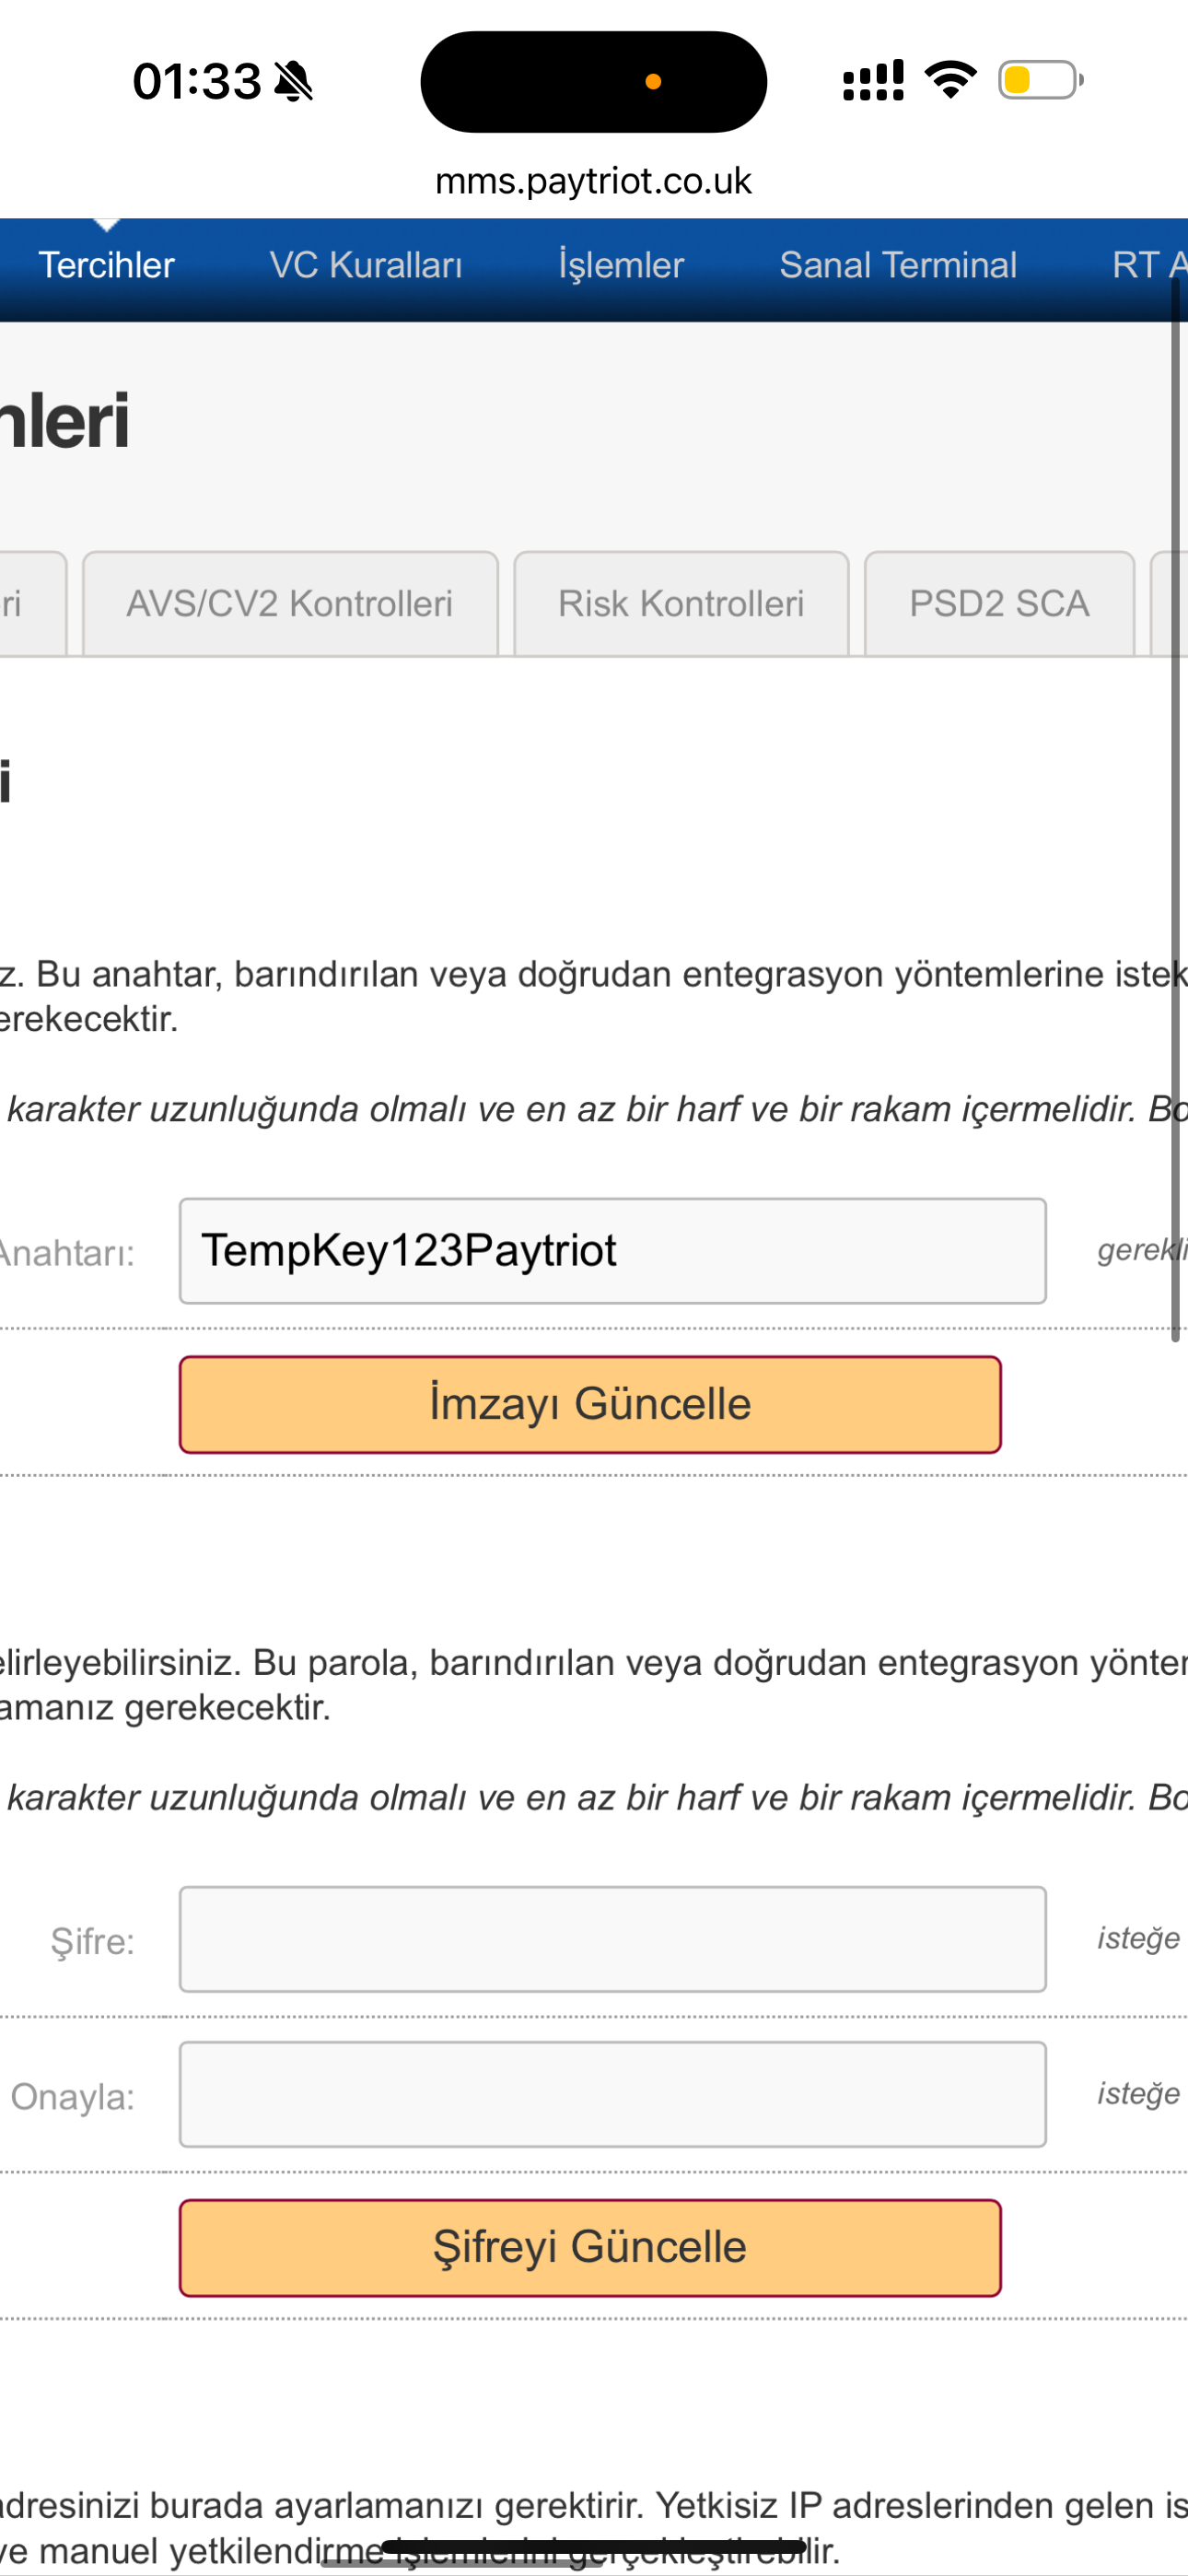 01:33
mms.paytriot.co.uk
Tercihler VC Kuralları İşlemler Sanal Terminal RT A
nleri
ri AVS/CV2 Kontrolleri Risk Kontrolleri PSD2 SCA
i
z. Bu anahtar, barındırılan veya doğrudan entegrasyon yöntemlerine istek
erekecektir.
karakter uzunluğunda olmalı ve en az bir harf ve bir rakam içermelidir. Bo
Anahtarı: TempKey123Paytriot gerekli
İmzayı Güncelle
elirleyebilirsiniz. Bu parola, barındırılan veya doğrudan entegrasyon yönter
amanız gerekecektir.
karakter uzunluğunda olmalı ve en az bir harf ve bir rakam içermelidir. Bo
Şifre: isteğe
Onayla: isteğe
Şifreyi Güncelle
adresinizi burada ayarlamanızı gerektirir. Yetkisiz IP adreslerinden gelen is
ve manuel yetkilendirme işlemlerini gerçekleştirebilir.